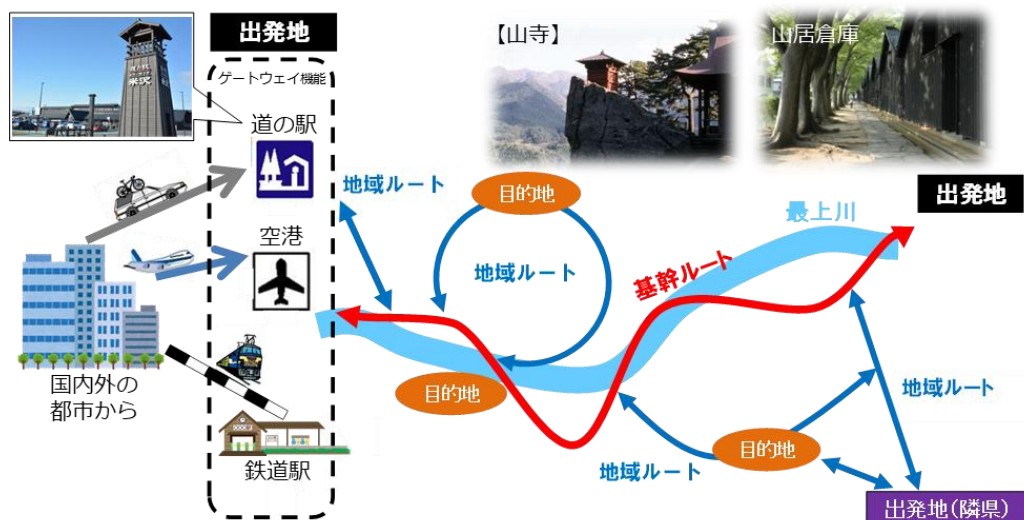 出発地
ゲートウェイ機能
道の駅
空港
鉄道駅
国内外の
都市から
米沢
【山寺】
山居倉庫
地域ルート
目的地
地域ルート
目的地
基幹ルート
最上川
出発地
地域ルート
目的地
地域ルート
出発地(隣県)